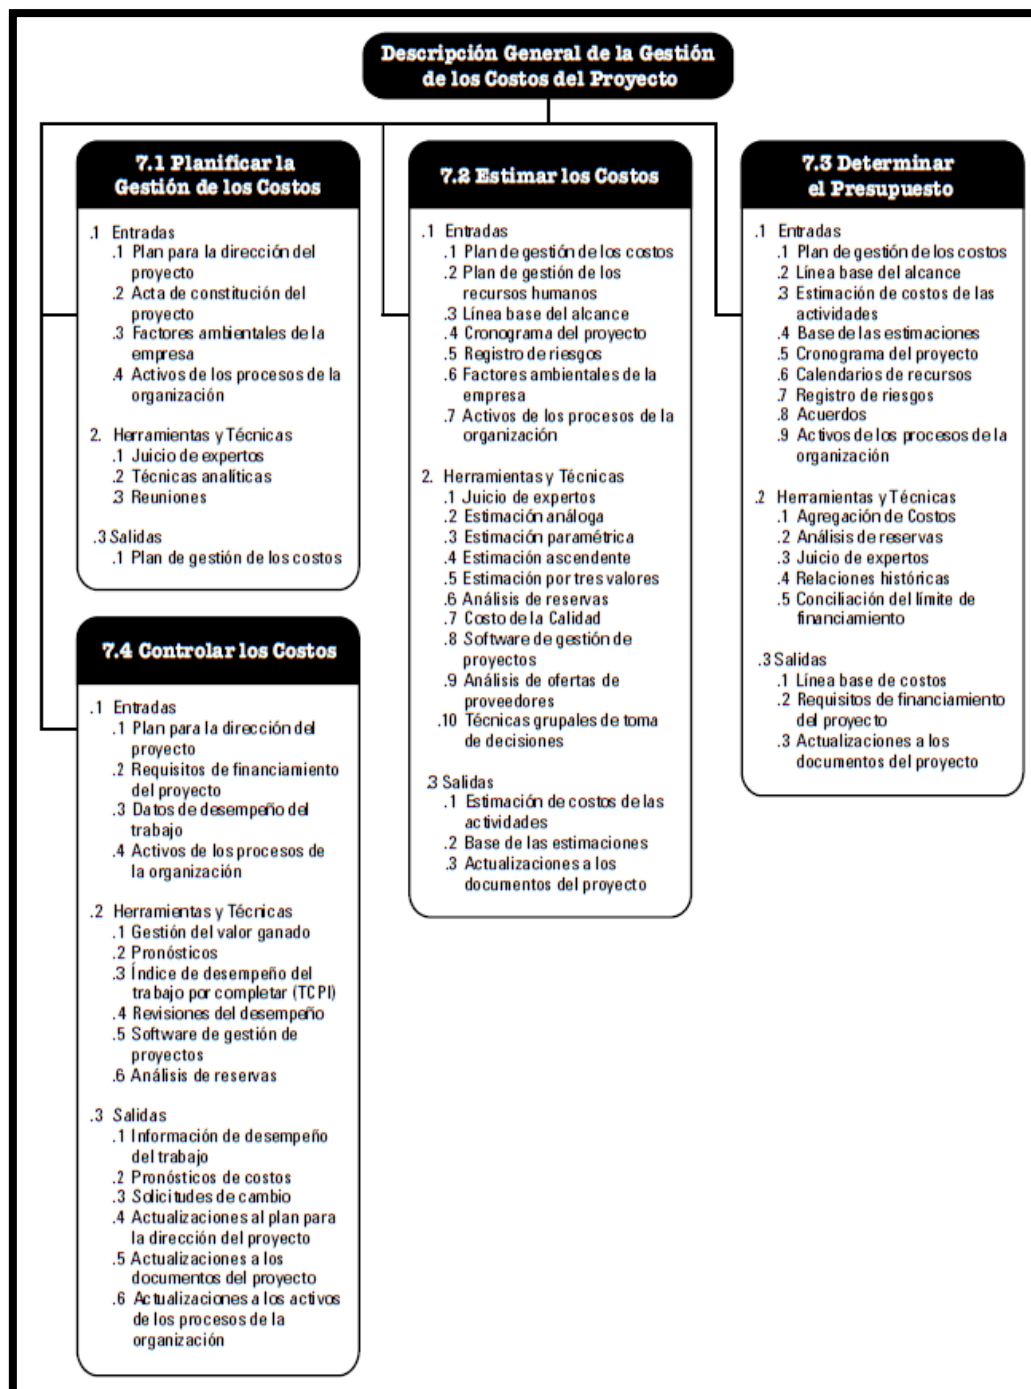 Descripción General de la Gestión
de los Costos del Proyecto
7.1 Planificar la
Gestión de los Costos
.1 Entradas
.1 Plan para la dirección del
proyecto
.2 Acta de constitución del
proyecto
.3 Factores ambientales de la
empresa
.4 Activos de los procesos de la
organización
2. Herramientas y Técnicas
.1 Juicio de expertos
.2 Técnicas analíticas
.3 Reuniones
.3 Salidas
.1 Plan de gestión de los costos
7.2 Estimar los Costos
.1 Entradas
.1 Plan de gestión de los costos
.2 Plan de gestión de los
recursos humanos
.3 Línea base del alcance
.4 Cronograma del proyecto
.5 Registro de riesgos
.6 Factores ambientales de la
empresa
.7 Activos de los procesos de la
organización
2. Herramientas y Técnicas
.1 Juicio de expertos
.2 Estimación análoga
.3 Estimación paramétrica
.4 Estimación ascendente
.5 Estimación por tres valores
.6 Análisis de reservas
.7 Costo de la Calidad
.8 Software de gestión de
proyectos
.9 Análisis de ofertas de
proveedores
.10 Técnicas grupales de toma
de decisiones
.3 Salidas
.1 Estimación de costos de las
actividades
.2 Base de las estimaciones
.3 Actualizaciones a los
documentos del proyecto
7.3 Determinar
el Presupuesto
.1 Entradas
.1 Plan de gestión de los costos
.2 Línea base del alcance
.3 Estimación de costos de las
actividades
.4 Base de las estimaciones
.5 Cronograma del proyecto
.6 Calendarios de recursos
.7 Registro de riesgos
.8 Acuerdos
.9 Activos de los procesos de la
organización
.2 Herramientas y Técnicas
.1 Agregación de Costos
.2 Análisis de reservas
.3 Juicio de expertos
.4 Relaciones históricas
.5 Conciliación del límite de
financiamiento
.3 Salidas
.1 Línea base de costos
.2 Requisitos de financiamiento
del proyecto
.3 Actualizaciones a los
documentos del proyecto
7.4 Controlar los Costos
.1 Entradas
.1 Plan para la dirección del
proyecto
.2 Requisitos de financiamiento
del proyecto
.3 Datos de desempeño del
trabajo
.4 Activos de los procesos de
la organización
.2 Herramientas y Técnicas
.1 Gestión del valor ganado
.2 Pronósticos
.3 Índice de desempeño del
trabajo por completar (TCPI)
.4 Revisiones del desempeño
.5 Software de gestión de
proyectos
.6 Análisis de reservas
.3 Salidas
.1 Información de desempeño
del trabajo
.2 Pronósticos de costos
.3 Solicitudes de cambio
.4 Actualizaciones al plan para
la dirección del proyecto
.5 Actualizaciones a los
documentos del proyecto
.6 Actualizaciones a los activos
de los procesos de la
organización